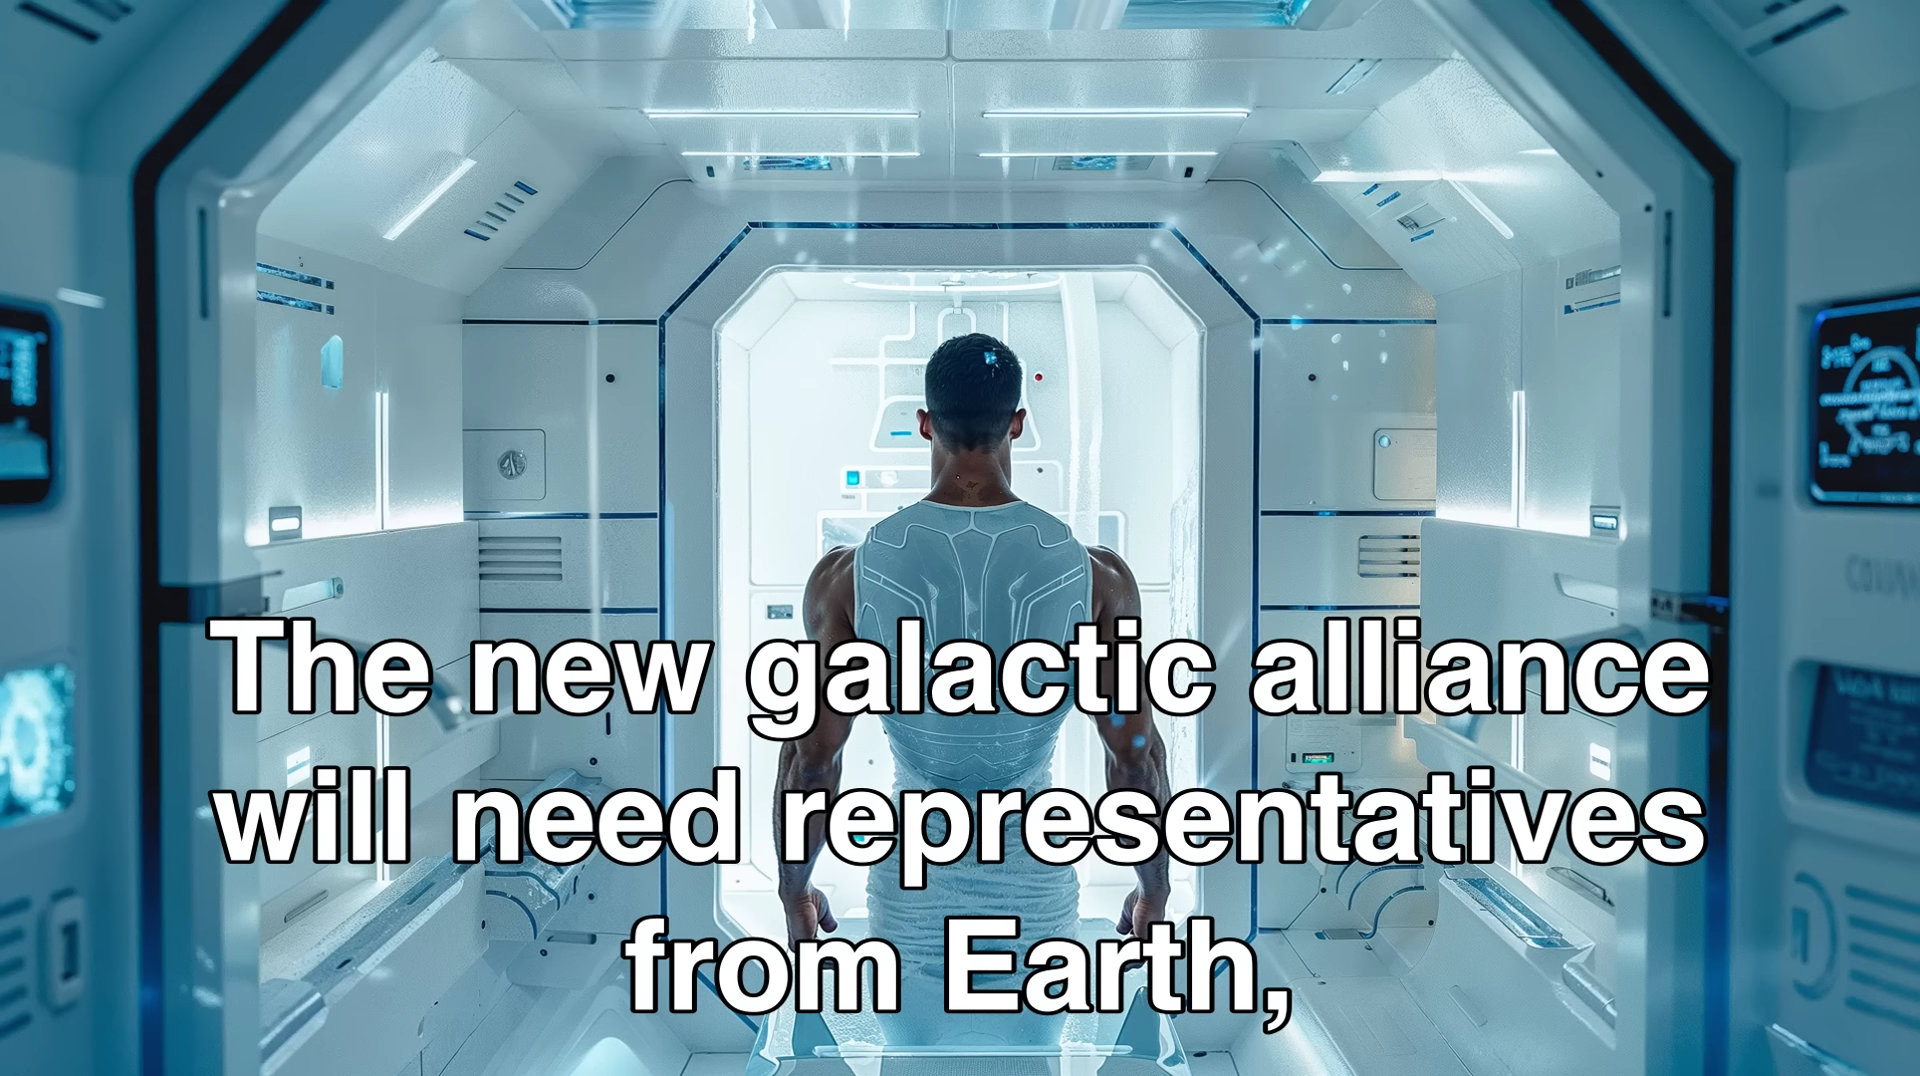 The new galactic alliance
will need representatives
from Earth,